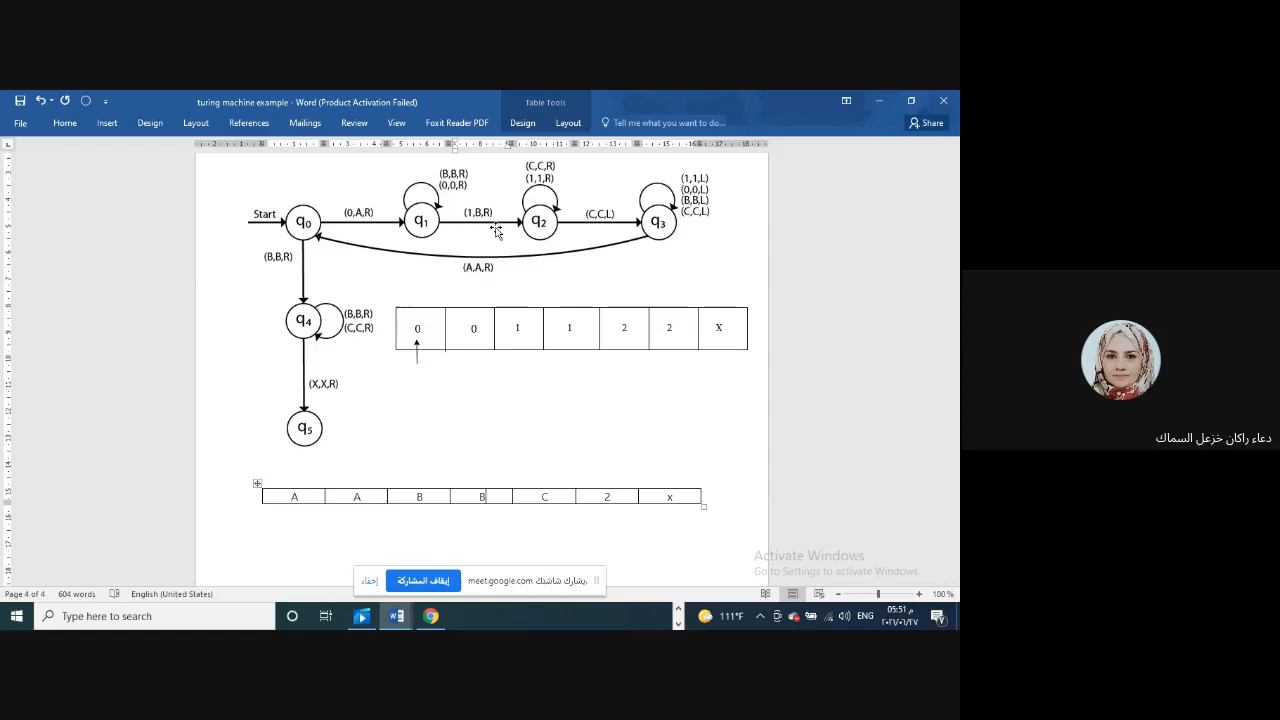 turing machine example - Word (Product Activation Failed)
Table Tools
File Home Insert Design Layout References Mailings Review View Foxit Reader PDF Design Layout Tell me what you want to do... Share
(B,B,R)
(0,0,R)
(C,C,R)
(1,1,R)
(1,1,L)
(0,0,L)
(B,B,L)
(C,C,L)
Start q0 (0,A,R) q1 (1,B,R) q2 (C,C,L) q3
(B,B,R)
(A,A,R)
q4
(B,B,R)
(C,C,R)
0 0 1 1 2 2 X
(X,X,R)
q5
A A B B C 2 x
دعاء راكان خزعل السماك
Activate Windows
Go to Settings to activate Windows.
meet.google.com يشارك شاشتك.
إيقاف المشاركة
إخفاء
Page 4 of 4 604 words English (United States) 100 %
Type here to search
111°F
ENG
05:51 م
٢٠٢١/٠٦/٢٧